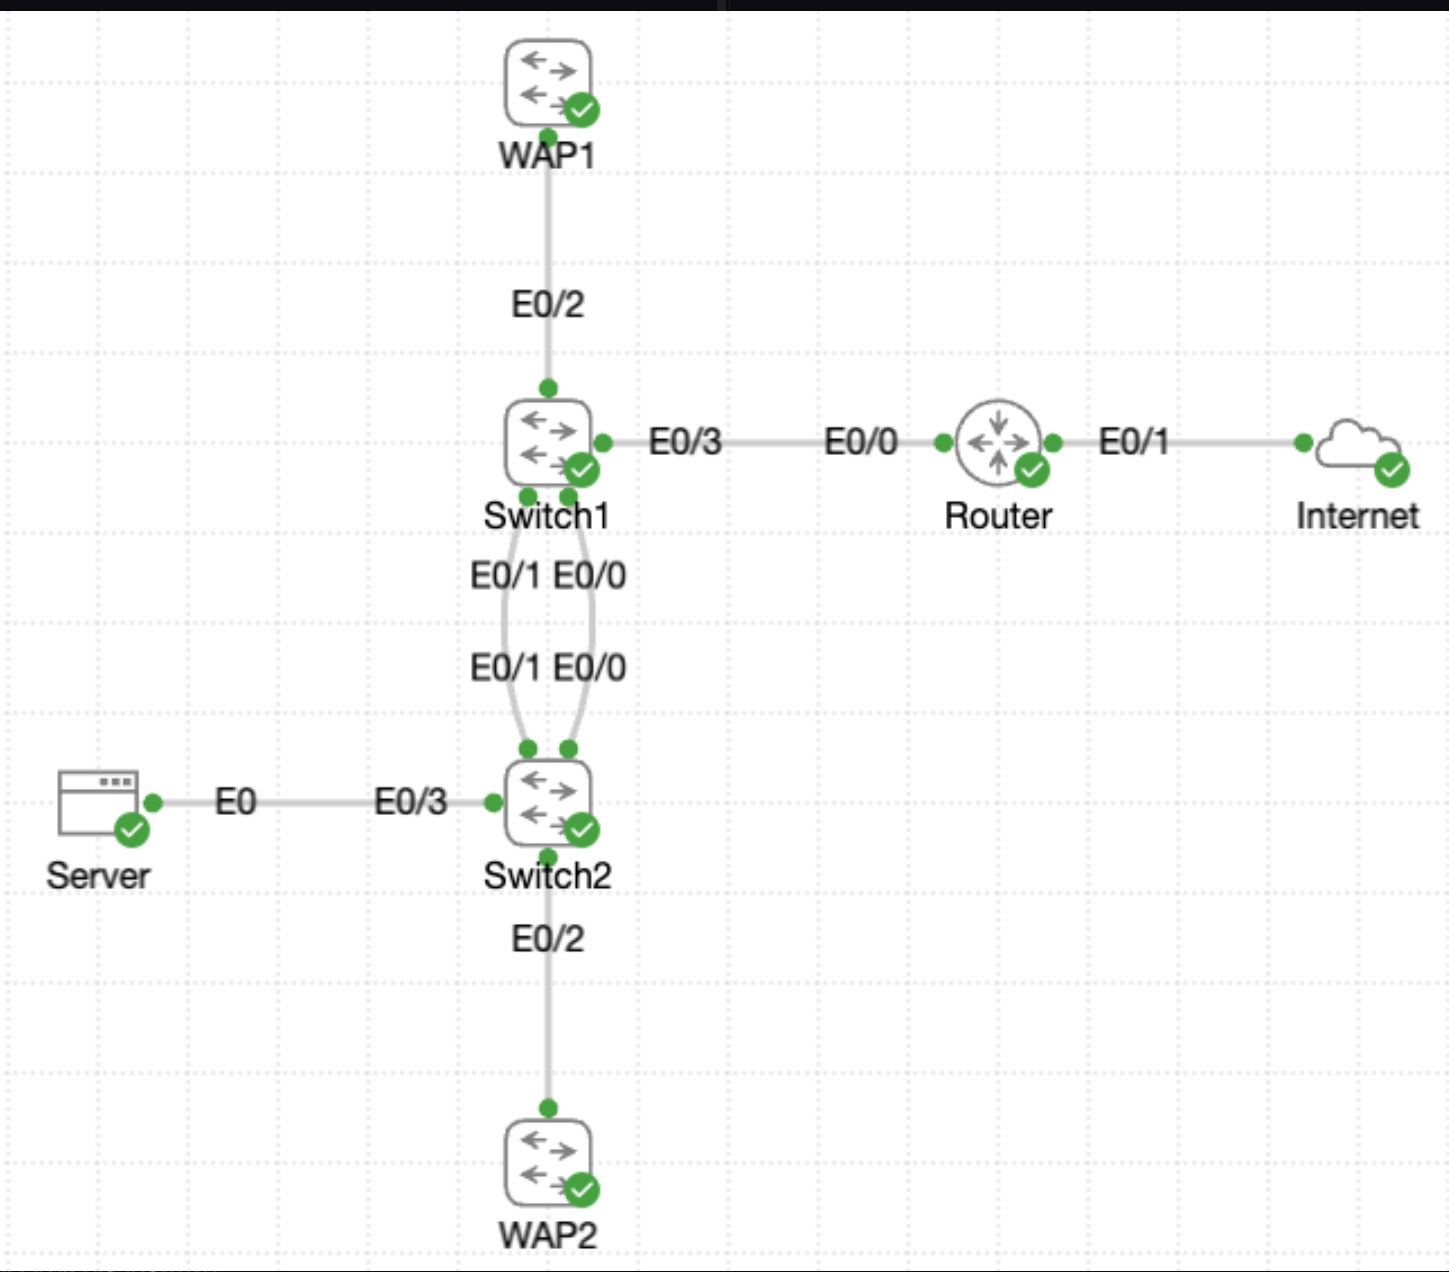 WAP1
E0/2
E0/3 E0/0 E0/1
Switch1 Router Internet
E0/1 E0/0
E0/1 E0/0
E0 E0/3
Server Switch2
E0/2
WAP2